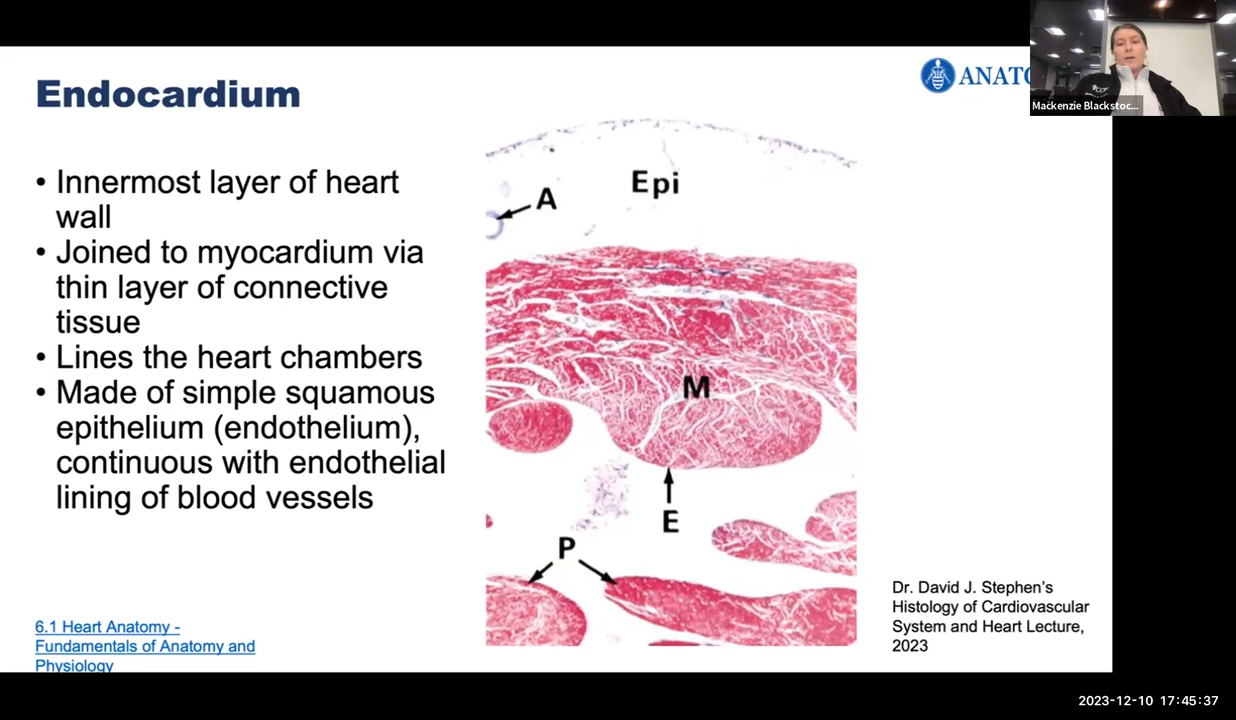 Endocardium
ANATO
Mackenzie Blackstoc...
• Innermost layer of heart
wall
• Joined to myocardium via
thin layer of connective
tissue
• Lines the heart chambers
• Made of simple squamous
epithelium (endothelium),
continuous with endothelial
lining of blood vessels
Epi
A
M
E
P
6.1 Heart Anatomy -
Fundamentals of Anatomy and
Physiology
Dr. David J. Stephen’s
Histology of Cardiovascular
System and Heart Lecture,
2023
2023-12-10 17:45:37